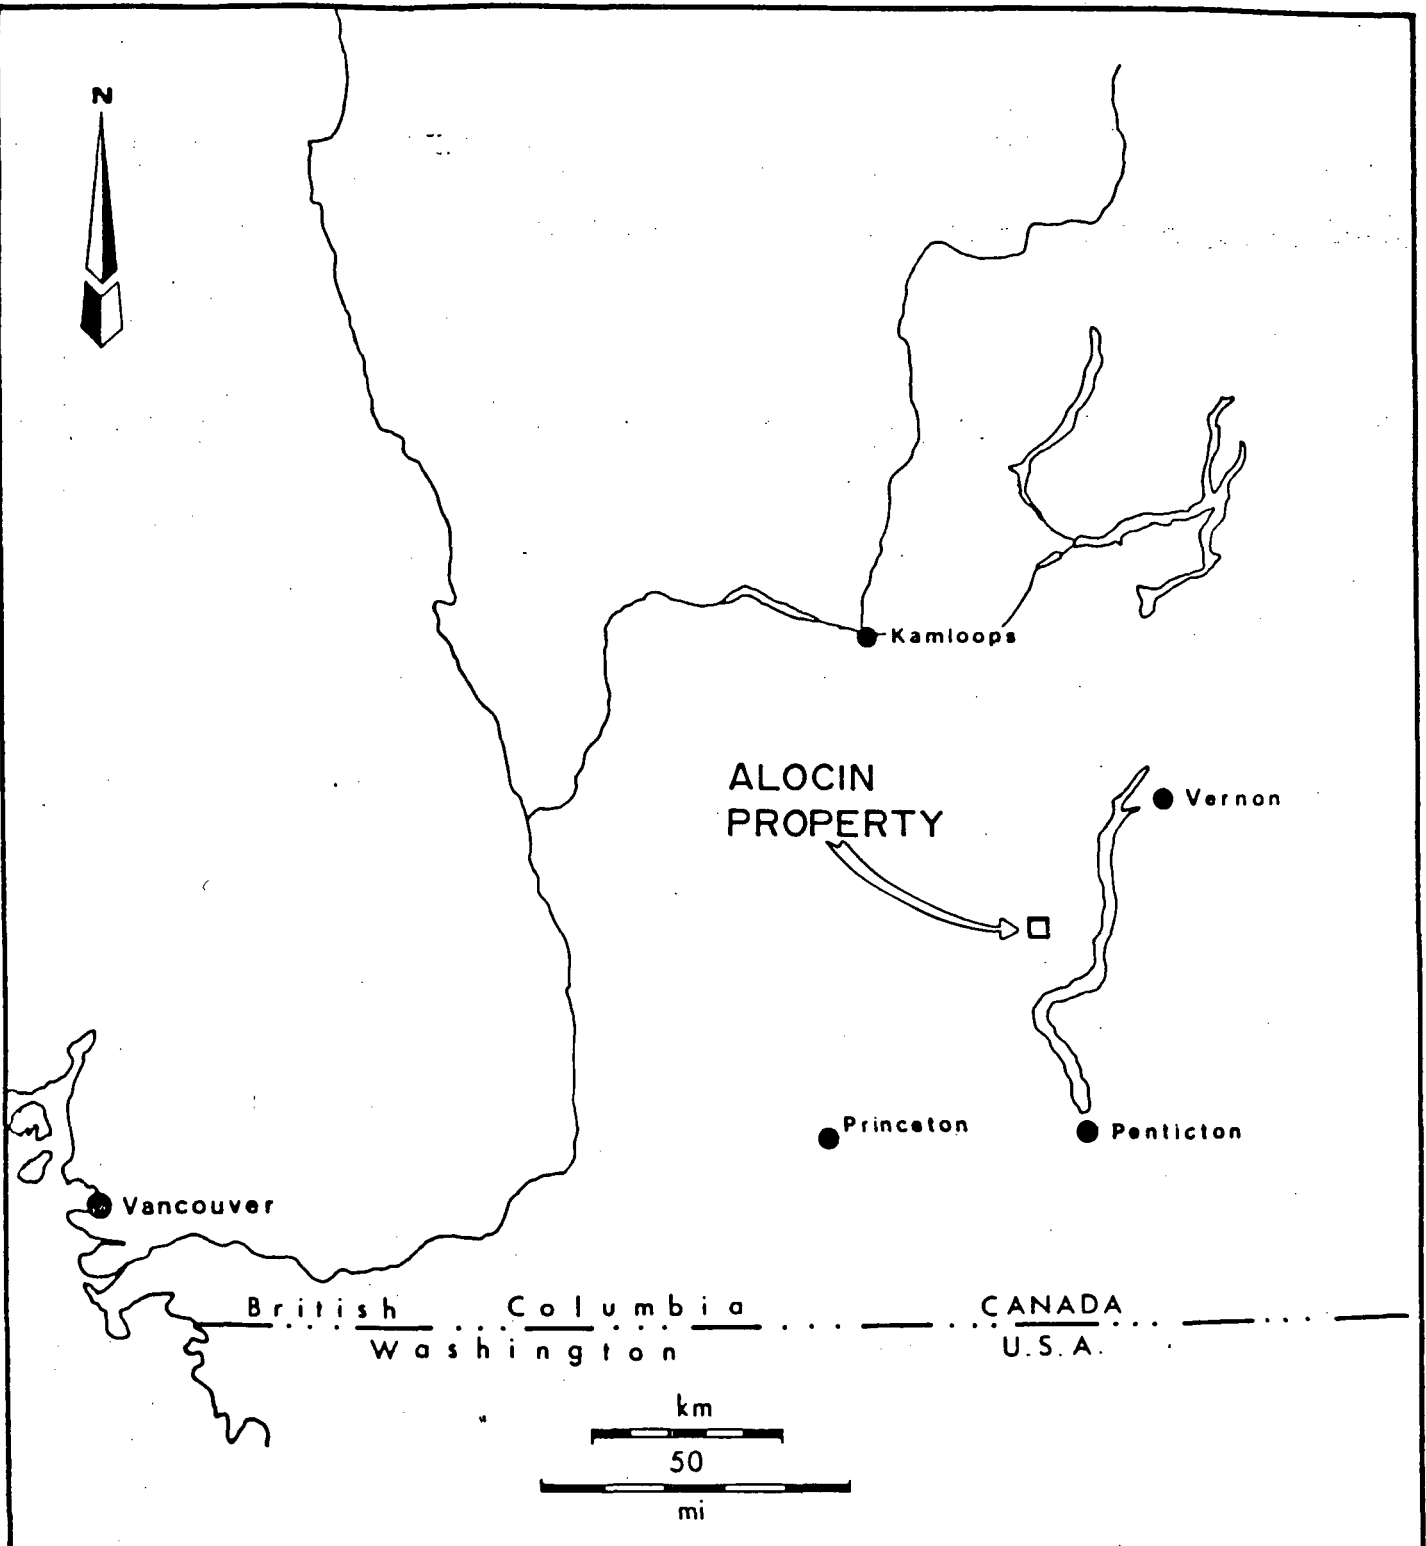 N
Kamloops
ALOCIN
PROPERTY
Vernon
Princeton
Penticton
Vancouver
British Columbia
CANADA
Washington
U.S.A.
km
50
mi